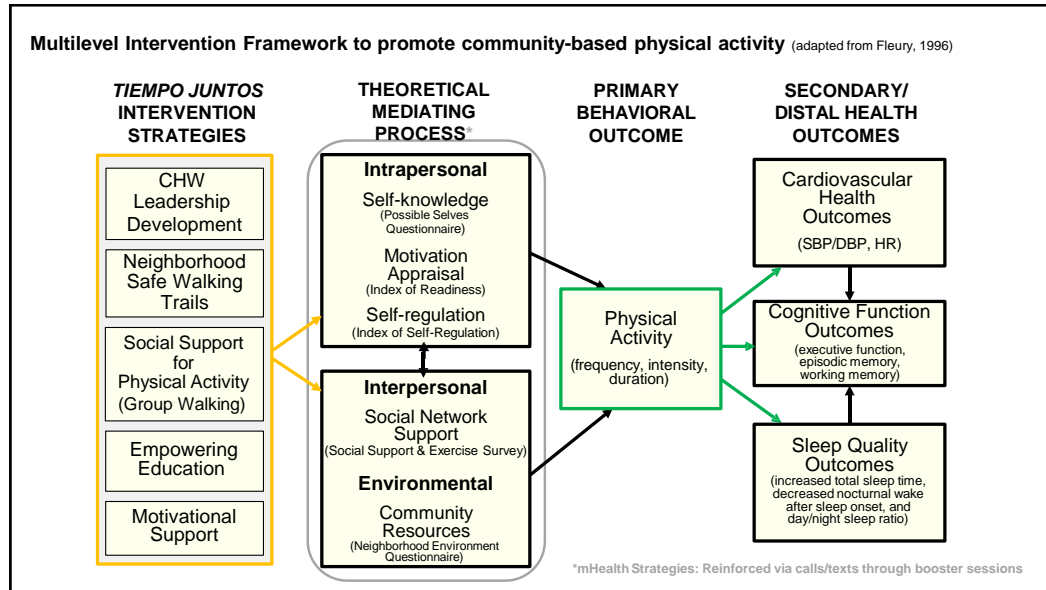 Multilevel Intervention Framework to promote community-based physical activity (adapted from Fleury, 1996)
TIEMPO JUNTOS
INTERVENTION
STRATEGIES
CHW
Leadership
Development
Neighborhood
Safe Walking
Trails
Social Support
for
Physical Activity
(Group Walking)
Empowering
Education
Motivational
Support
THEORETICAL
MEDIATING
PROCESS*
Intrapersonal
Self-knowledge
(Possible Selves
Questionnaire)
Motivation
Appraisal
(Index of Readiness)
Self-regulation
(Index of Self-Regulation)
Interpersonal
Social Network
Support
(Social Support & Exercise Survey)
Environmental
Community
Resources
(Neighborhood Environment
Questionnaire)
PRIMARY
BEHAVIORAL
OUTCOME
Physical
Activity
(frequency, intensity,
duration)
SECONDARY/
DISTAL HEALTH
OUTCOMES
Cardiovascular
Health
Outcomes
(SBP/DBP, HR)
Cognitive Function
Outcomes
(executive function,
episodic memory,
working memory)
Sleep Quality
Outcomes
(increased total sleep time,
decreased nocturnal wake
after sleep onset, and
day/night sleep ratio)
*mHealth Strategies: Reinforced via calls/texts through booster sessions